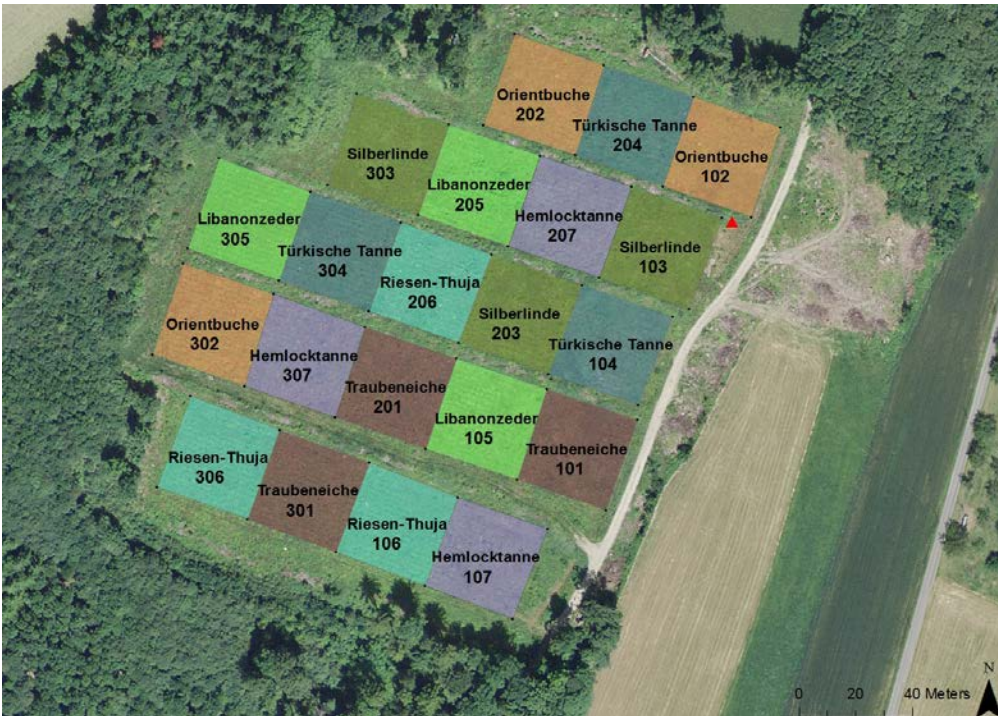 Orientbuche
202
Türkische Tanne
204
Orientbuche
102
Silberlinde
303
Libanonzeder
205
Hemlocktanne
207
Silberlinde
103
Libanonzeder
305
Türkische Tanne
304
Riesen-Thuja
206
Silberlinde
203
Türkische Tanne
104
Orientbuche
302
Hemlocktanne
307
Traubeneiche
201
Libanonzeder
105
Traubeneiche
101
Riesen-Thuja
306
Traubeneiche
301
Riesen-Thuja
106
Hemlocktanne
107
N
0 20 40 Meters